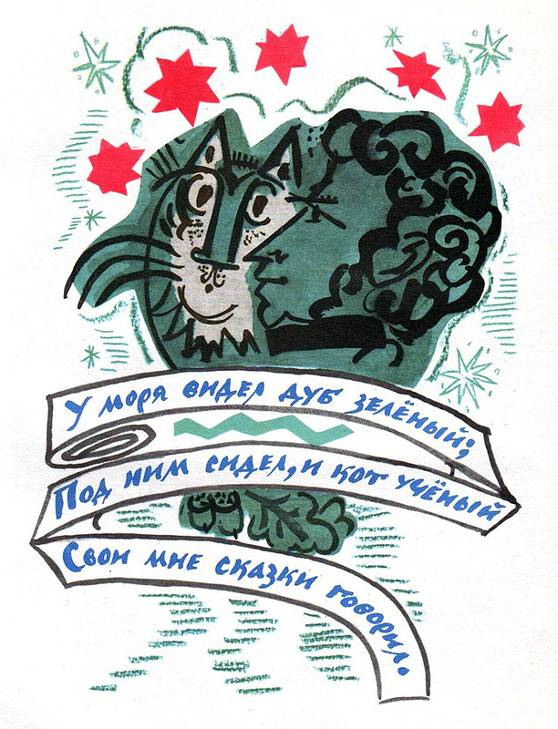 У моря видел дуб зелёный;
Под ним сидел, и кот учёный
Свои мне сказки говорил.